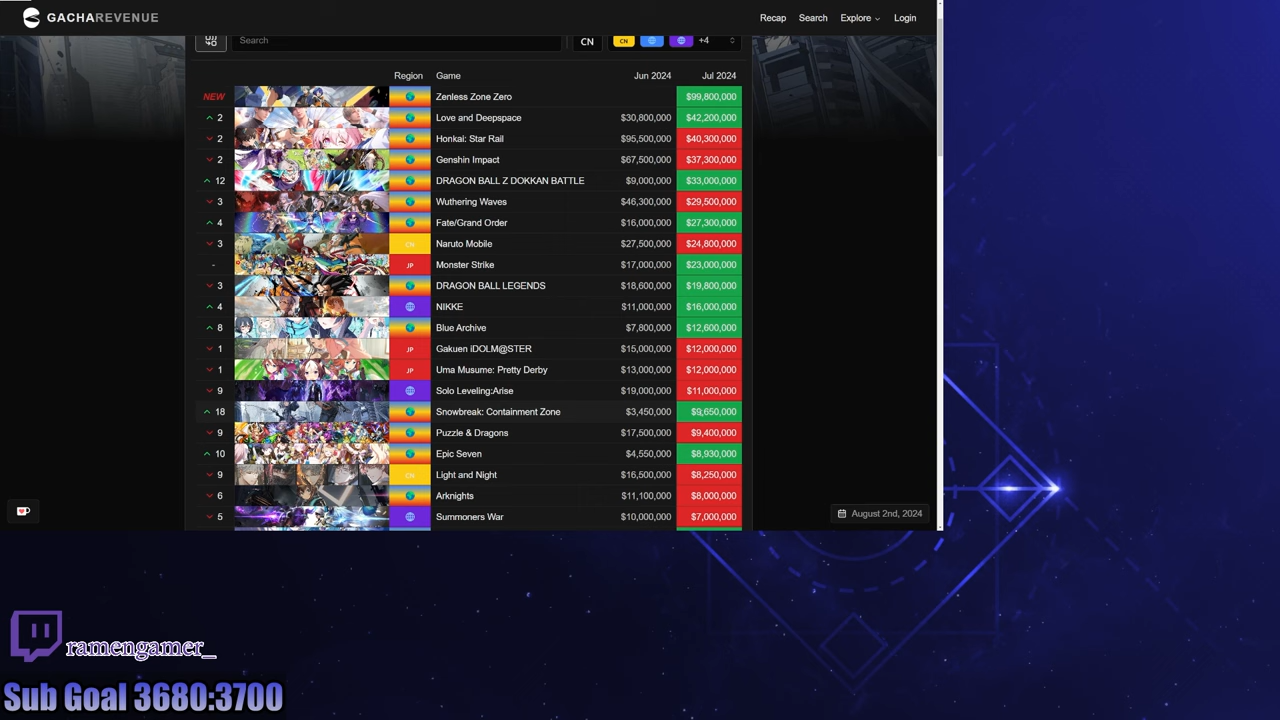 GACHAREVENUE Recap Search Explore Login
Search CN CN +4
Region Game Jun 2024 Jul 2024
NEW Zenless Zone Zero $99,800,000
2 Love and Deepspace $30,800,000 $42,200,000
2 Honkai: Star Rail $95,500,000 $40,300,000
2 Genshin Impact $67,500,000 $37,300,000
12 DRAGON BALL Z DOKKAN BATTLE $9,000,000 $33,000,000
3 Wuthering Waves $46,300,000 $29,500,000
4 Fate/Grand Order $16,000,000 $27,300,000
3 CN Naruto Mobile $27,500,000 $24,800,000
- JP Monster Strike $17,000,000 $23,000,000
3 DRAGON BALL LEGENDS $18,600,000 $19,800,000
4 NIKKE $11,000,000 $16,000,000
8 Blue Archive $7,800,000 $12,600,000
1 JP Gakuen iDOLM@STER $15,000,000 $12,000,000
1 JP Uma Musume: Pretty Derby $13,000,000 $12,000,000
9 Solo Leveling:Arise $19,000,000 $11,000,000
18 Snowbreak: Containment Zone $3,450,000 $9,650,000
9 Puzzle & Dragons $17,500,000 $9,400,000
10 Epic Seven $4,550,000 $8,930,000
9 CN Light and Night $16,500,000 $8,250,000
6 Arknights $11,100,000 $8,000,000
5 Summoners War $10,000,000 $7,000,000
August 2nd, 2024
ramengamer_
Sub Goal 3680:3700